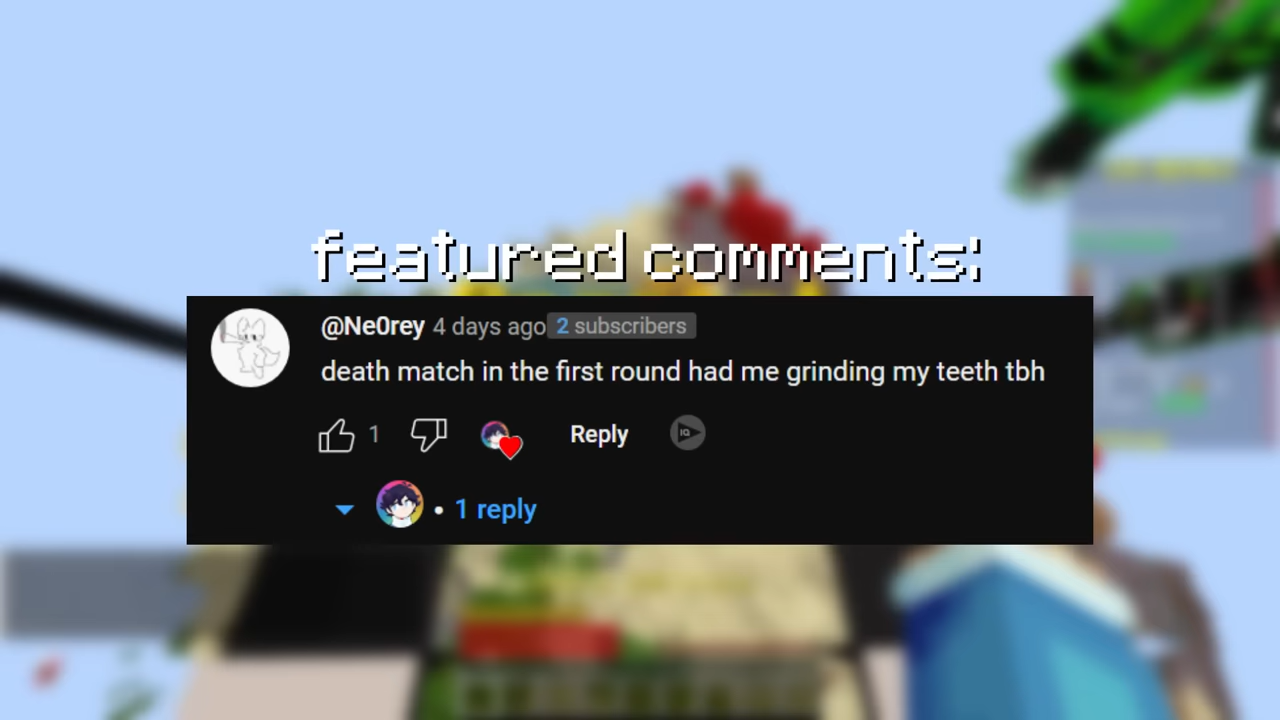 featured comments:
@Ne0rey 4 days ago 2 subscribers
death match in the first round had me grinding my teeth tbh
1 Reply IQ
• 1 reply